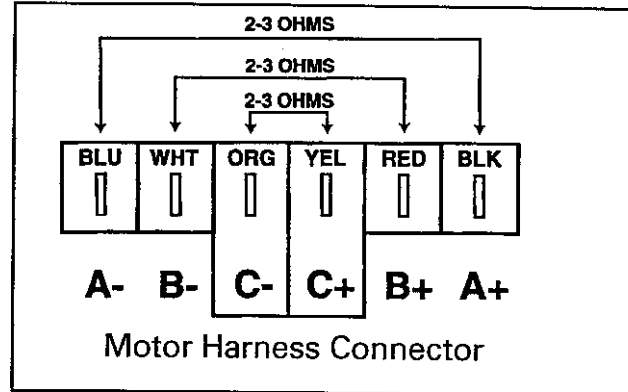 2-3 OHMS
2-3 OHMS
2-3 OHMS
BLU WHT ORG YEL RED BLK
A- B- C- C+ B+ A+
Motor Harness Connector